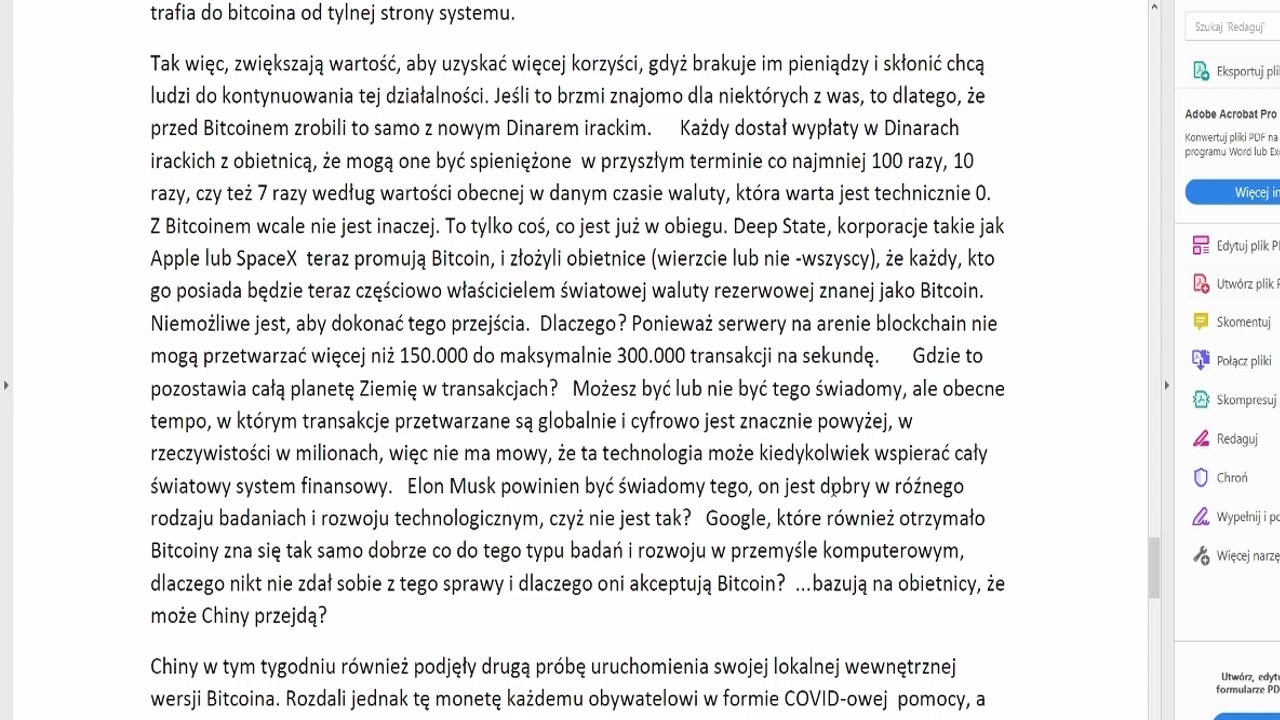 trafia do bitcoina od tylnej strony systemu.
Tak więc, zwiększają wartość, aby uzyskać więcej korzyści, gdyż brakuje im pieniądzy i skłonić chcą
ludzi do kontynuowania tej działalności. Jeśli to brzmi znajomo dla niektórych z was, to dlatego, że
przed Bitcoinem zrobili to samo z nowym Dinarem irackim. Każdy dostał wypłaty w Dinarach
irackich z obietnicą, że mogą one być spieniężone w przyszłym terminie co najmniej 100 razy, 10
razy, czy też 7 razy według wartości obecnej w danym czasie waluty, która warta jest technicznie 0.
Z Bitcoinem wcale nie jest inaczej. To tylko coś, co jest już w obiegu. Deep State, korporacje takie jak
Apple lub SpaceX teraz promują Bitcoin, i złożyli obietnice (wierzcie lub nie -wszyscy), że każdy, kto
go posiada będzie teraz częściowo właścicielem światowej waluty rezerwowej znanej jako Bitcoin.
Niemożliwe jest, aby dokonać tego przejścia. Dlaczego? Ponieważ serwery na arenie blockchain nie
mogą przetwarzać więcej niż 150.000 do maksymalnie 300.000 transakcji na sekundę. Gdzie to
pozostawia całą planetę Ziemię w transakcjach? Możesz być lub nie być tego świadomy, ale obecne
tempo, w którym transakcje przetwarzane są globalnie i cyfrowo jest znacznie powyżej, w
rzeczywistości w milionach, więc nie ma mowy, że ta technologia może kiedykolwiek wspierać cały
światowy system finansowy. Elon Musk powinien być świadomy tego, on jest dobry w różnego
rodzaju badaniach i rozwoju technologicznym, czyż nie jest tak? Google, które również otrzymało
Bitcoiny zna się tak samo dobrze co do tego typu badań i rozwoju w przemyśle komputerowym,
dlaczego nikt nie zdał sobie z tego sprawy i dlaczego oni akceptują Bitcoin? ...bazują na obietnicy, że
może Chiny przejdą?
Chiny w tym tygodniu również podjęły drugą próbę uruchomienia swojej lokalnej wewnętrznej
wersji Bitcoina. Rozdali jednak tę monetę każdemu obywatelowi w formie COVID-owej pomocy, a
Szukaj 'Redaguj'
Eksportuj pli
Adobe Acrobat Pro
Konwertuj pliki PDF na
programu Word lub Exc
Więcej in
Edytuj plik P
Utwórz plik P
Skomentuj
Połącz pliki
Skompresuj
Redaguj
Chroń
Wypełnij i po
Więcej narzę
Utwórz, edytu
formularze PD